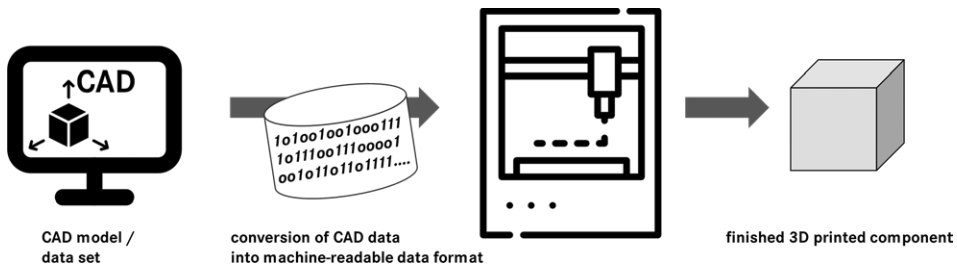 CAD
1o1oo1oo1ooo111
1o111oo111oooo1
oo1o11o11o1111....
CAD model /
data set
conversion of CAD data
into machine-readable data format
finished 3D printed component